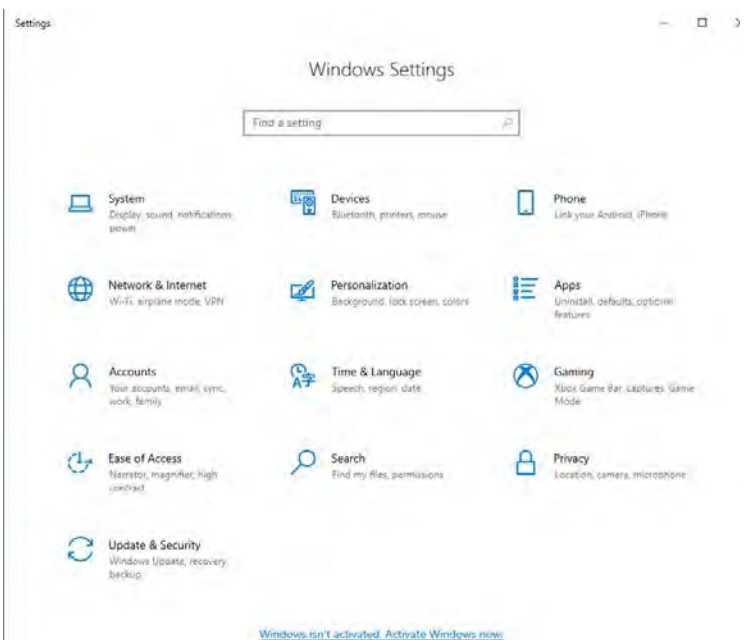 Settings
Windows Settings
Find a setting
System
Display, sound, notifications,
power
Devices
Bluetooth, printers, mouse
Phone
Link your Android, iPhone
Network & Internet
Wi-Fi, airplane mode, VPN
Personalization
Background, lock screen, colors
Apps
Uninstall, defaults, optional
features
Accounts
Your accounts, email, sync,
work, family
Time & Language
Speech, region, date
Gaming
Xbox Game Bar, captures, Game
Mode
Ease of Access
Narrator, magnifier, high
contrast
Search
Find my files, permissions
Privacy
Location, camera, microphone
Update & Security
Windows Update, recovery,
backup
Windows isn't activated. Activate Windows now.